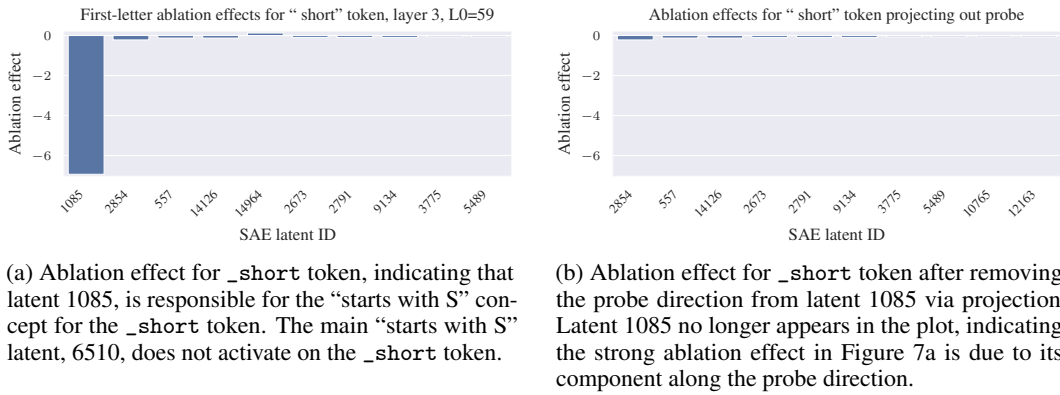 First-letter ablation effects for “ short” token, layer 3, L0=59
0
−2
−4
−6
Ablation effect
1085
2854
557
14126
14964
2673
2791
9134
3775
5489
SAE latent ID
(a) Ablation effect for _short token, indicating that
latent 1085, is responsible for the “starts with S” con-
cept for the _short token. The main “starts with S”
latent, 6510, does not activate on the _short token.
Ablation effects for “ short” token projecting out probe
0
−2
−4
−6
Ablation effect
2854
557
14126
2673
2791
9134
3775
5489
10765
12163
SAE latent ID
(b) Ablation effect for _short token after removing
the probe direction from latent 1085 via projection
Latent 1085 no longer appears in the plot, indicating
the strong ablation effect in Figure 7a is due to its
component along the probe direction.